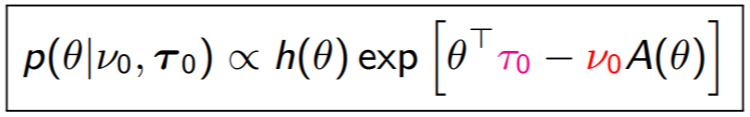 p(θ|ν₀, τ₀) ∝ h(θ) exp [θ^⊤ τ₀ − ν₀A(θ)]